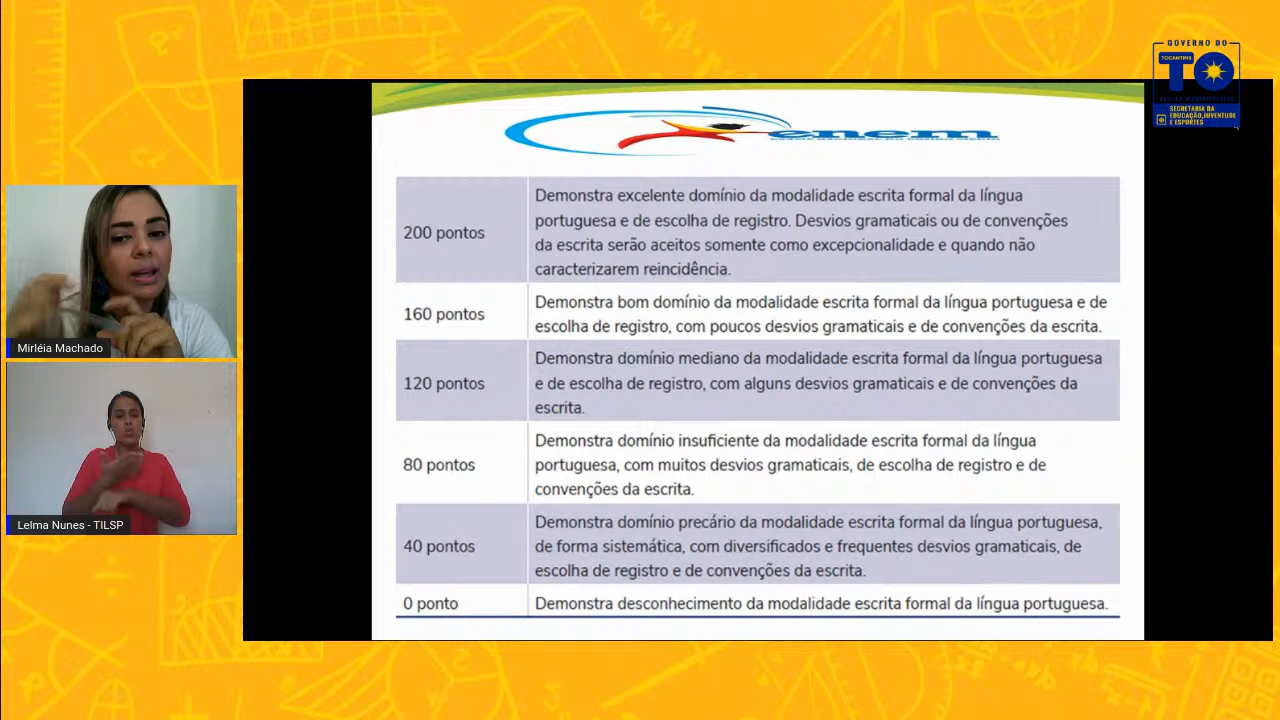 GOVERNO DO
TOCANTINS
TO
SECRETARIA DA
EDUCAÇÃO, JUVENTUDE
E ESPORTES
enem
200 pontos
Demonstra excelente domínio da modalidade escrita formal da língua
portuguesa e de escolha de registro. Desvios gramaticais ou de convenções
da escrita serão aceitos somente como excepcionalidade e quando não
caracterizarem reincidência.
160 pontos
Demonstra bom domínio da modalidade escrita formal da língua portuguesa e de
escolha de registro, com poucos desvios gramaticais e de convenções da escrita.
120 pontos
Demonstra domínio mediano da modalidade escrita formal da língua portuguesa
e de escolha de registro, com alguns desvios gramaticais e de convenções da
escrita.
80 pontos
Demonstra domínio insuficiente da modalidade escrita formal da língua
portuguesa, com muitos desvios gramaticais, de escolha de registro e de
convenções da escrita.
40 pontos
Demonstra domínio precário da modalidade escrita formal da língua portuguesa,
de forma sistemática, com diversificados e frequentes desvios gramaticais, de
escolha de registro e de convenções da escrita.
0 ponto
Demonstra desconhecimento da modalidade escrita formal da língua portuguesa.
Mirléia Machado
Lelma Nunes - TILSP